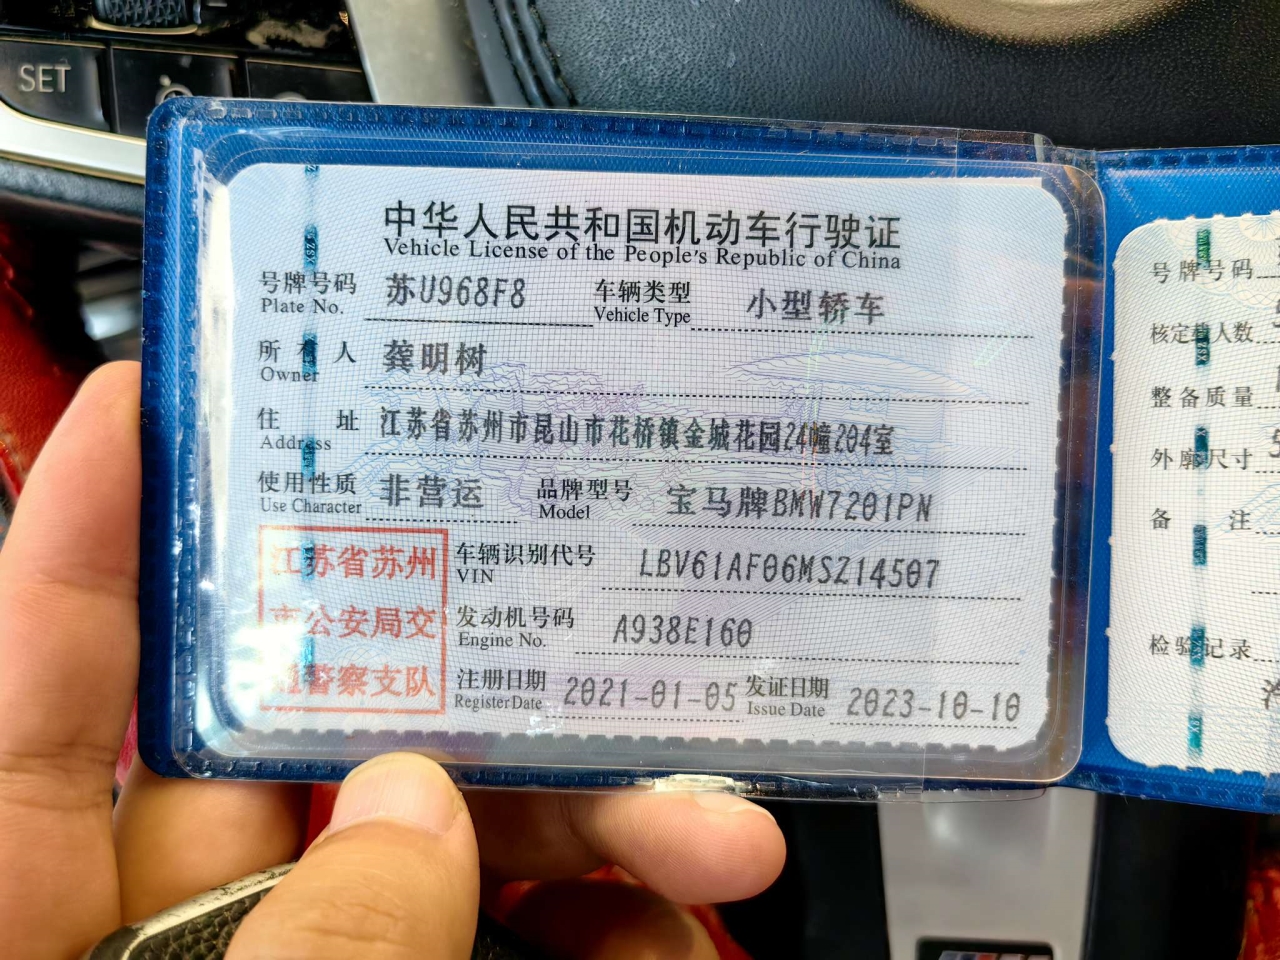 SET
中华人民共和国机动车行驶证
Vehicle License of the People's Republic of China
号牌号码 苏U968F8 车辆类型 小型轿车
Plate No. Vehicle Type
所有人 龚明树
Owner
住址 江苏省苏州市昆山市花桥镇金城花园24幢204室
Address
使用性质 非营运 品牌型号 宝马牌BMW7201PN
Use Character Model
江苏省苏州
市公安局交
通警察支队
车辆识别代号 LBV61AF06MSZ14507
VIN
发动机号码 A938E160
Engine No.
注册日期 2021-01-05 发证日期 2023-10-10
Register Date Issue Date
号牌号码
核定载人数
整备质量
外廓尺寸
备注
检验记录